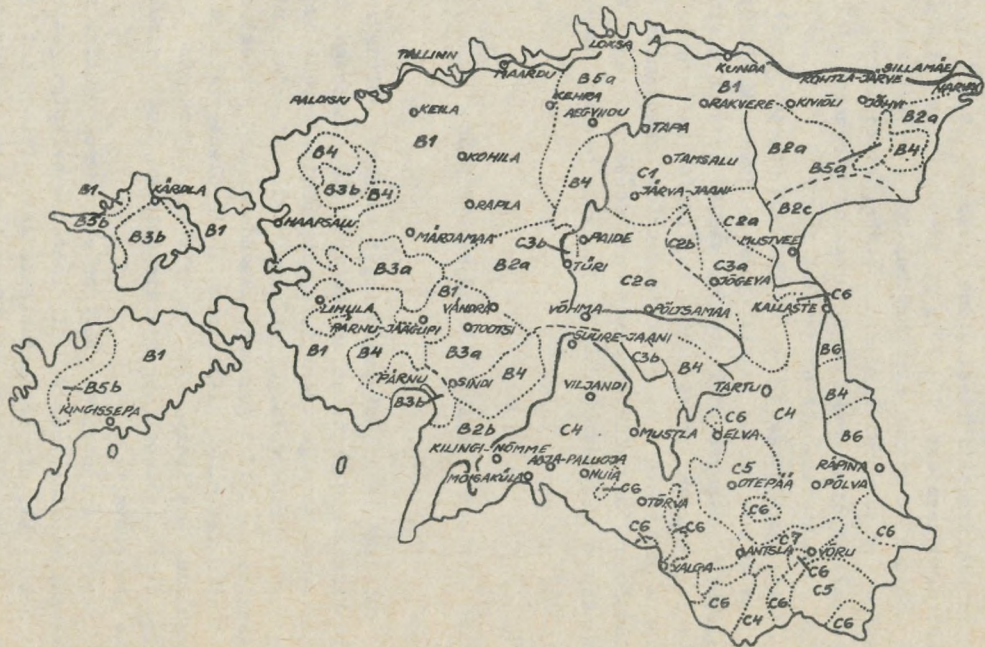 LOKSA
A
TALLINN
MAARDU
KUNDA
SILLAMÄE
KOHTLA-JÄRVE
B5a
B1
PALDISKI
KEHRA
RAKVERE
KIVIÕLI
JÕHVI
KEILA
AEGVIIDU
B2a
TAPA
B1
B4
KOHILA
TAMSALU
B2a
B5a
B4
C1
B3b
B4
B4
JÄRVA-JAANI
B1
KÄRDLA
B5b
B3b
B1
HAAPSALU
RAPLA
C2a
B2c
MÄRJAMAA
C3b
PAIDE
C2b
MUSTVEE
B3a
B2a
TÜRI
C3a
JÕGEVA
C2a
B1
C6
LIHULA
VÄNDRA
VÕHMA
PÕLTSAMAA
KALLASTE
PÄRNU-JAAGUPI
TOOTSI
B1
B1
B4
B3a
SUURE-JAANI
C3b
B4
B6
B5b
PÄRNU
SINDI
B4
VILJANDI
TARTU
B4
KINGISSEPA
B3b
C4
B2b
C4
MUSTLA
C6
ELVA
B6
KILINGI-NÕMME
ABJA-PALUOJA
NUIA
C5
RÄPINA
MÕISAKÜLA
C6
OTEPÄÄ
PÕLVA
TÕRVA
C6
C6
C6
C6
C7
ANTSLA
VÕRU
VALGA
C6
C5
C6
C4
C6
C6